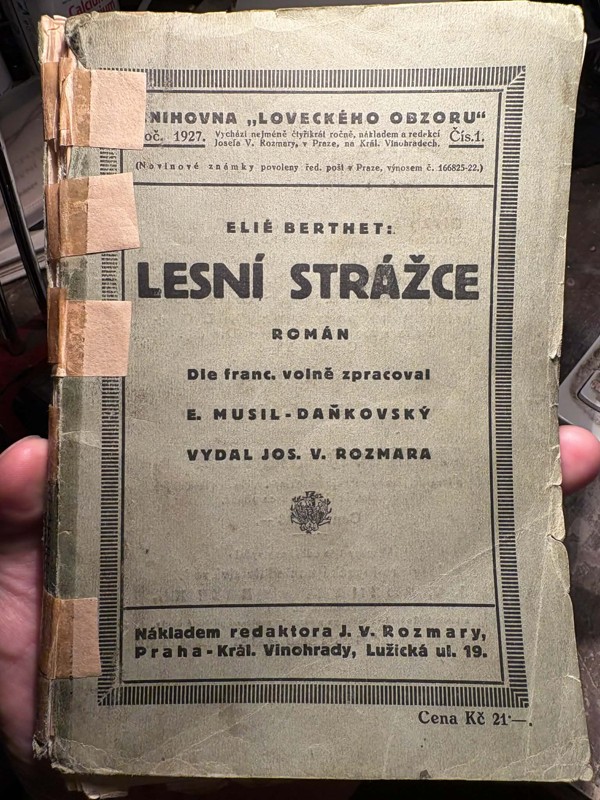 Calcium
KNIHOVNA „LOVECKÉHO OBZORU“
Roč. 1927. Vychází nejméně čtyřikrát ročně, nákladem a redakcí Josefa V. Rozmary, v Praze, na Král. Vinohradech. Čís. 1.
(Novinové známky povoleny řed. pošt v Praze, výnosem č. 166825-22.)
ELIÉ BERTHET:
LESNÍ STRÁŽCE
ROMÁN
Dle franc. volně zpracoval
E. MUSIL-DAŇKOVSKÝ
VYDAL JOS. V. ROZMARA
Nákladem redaktora J. V. Rozmary,
Praha-Král. Vinohrady, Lužická ul. 19.
Cena Kč 21·—.